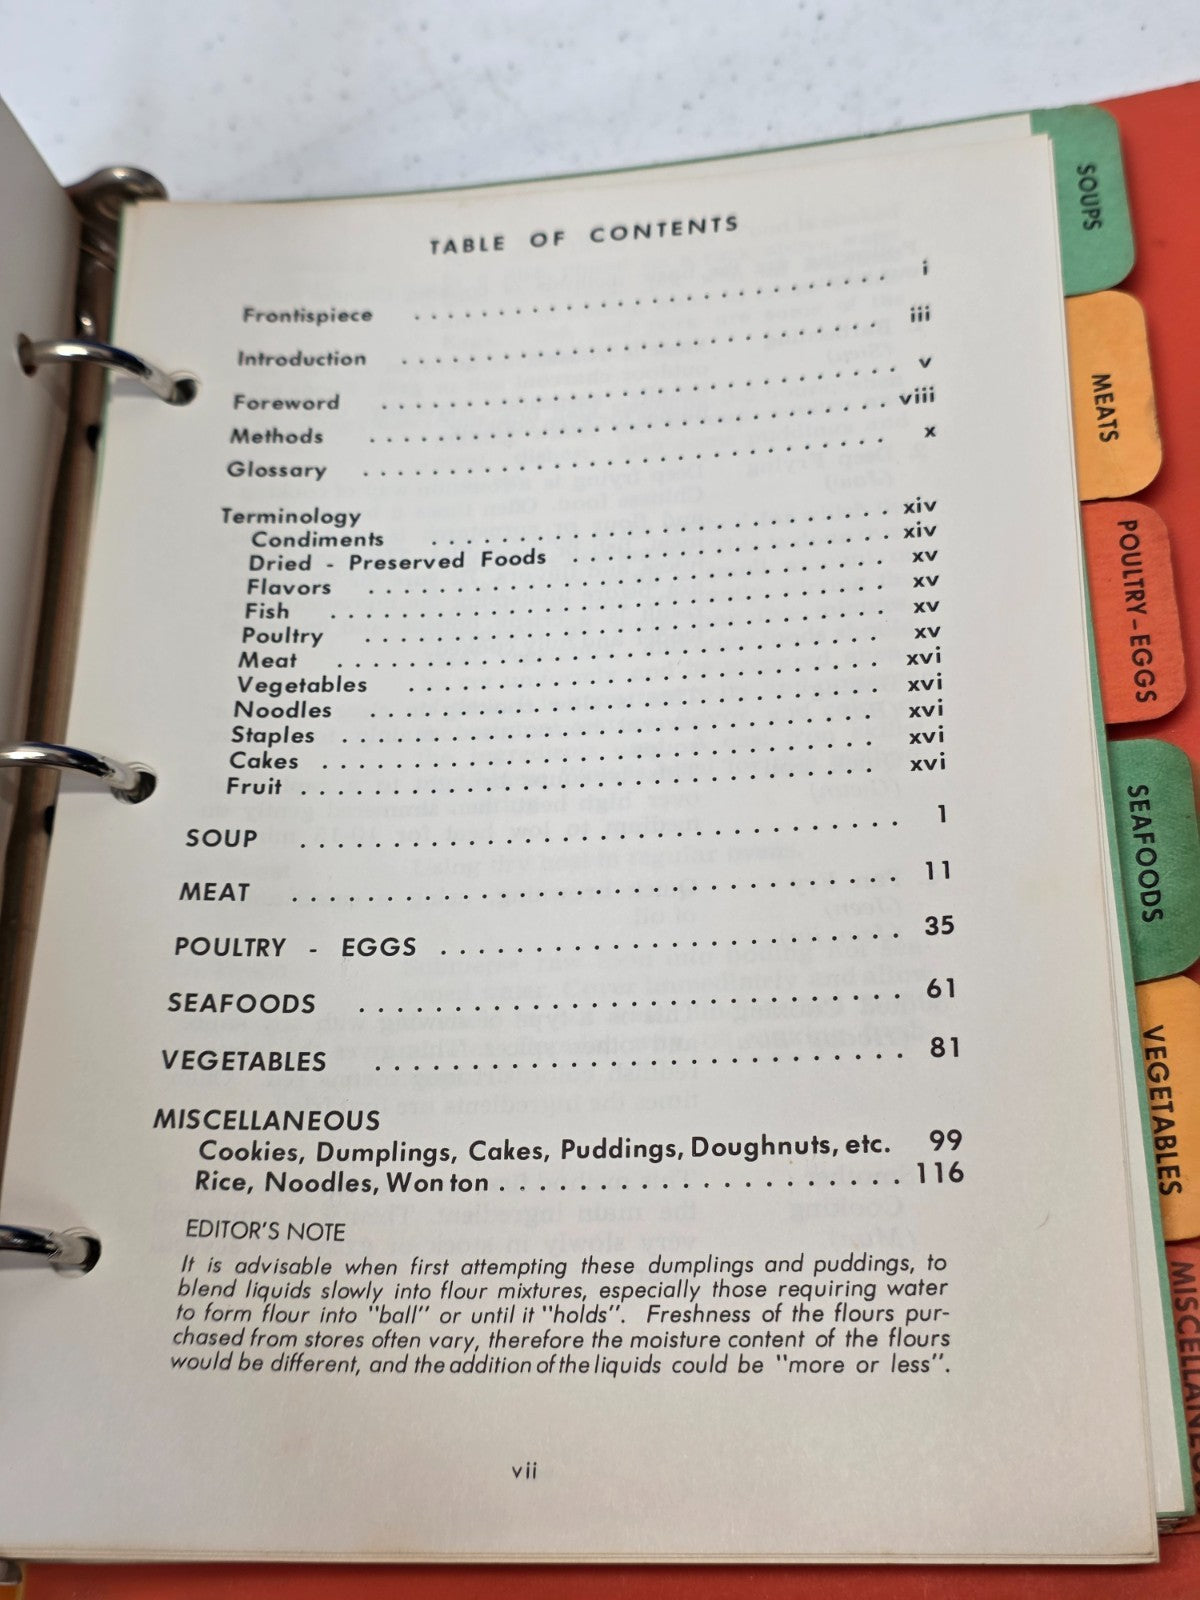 TABLE OF CONTENTS
Frontispiece . . . . . . . . . . . . . . . . . . . . . . . . . i
Introduction . . . . . . . . . . . . . . . . . . . . . . . . . iii
Foreword . . . . . . . . . . . . . . . . . . . . . . . . . v
Methods . . . . . . . . . . . . . . . . . . . . . . . . . viii
Glossary . . . . . . . . . . . . . . . . . . . . . . . . . x
Terminology
Condiments . . . . . . . . . . . . . . . . . . . . . . . xiv
Dried - Preserved Foods . . . . . . . . . . . . . . . xiv
Flavors . . . . . . . . . . . . . . . . . . . . . . . . . xv
Fish . . . . . . . . . . . . . . . . . . . . . . . . . xv
Poultry . . . . . . . . . . . . . . . . . . . . . . . . . xv
Meat . . . . . . . . . . . . . . . . . . . . . . . . . xv
Vegetables . . . . . . . . . . . . . . . . . . . . . . . xvi
Noodles . . . . . . . . . . . . . . . . . . . . . . . . . xvi
Staples . . . . . . . . . . . . . . . . . . . . . . . . . xvi
Cakes . . . . . . . . . . . . . . . . . . . . . . . . . xvi
Fruit . . . . . . . . . . . . . . . . . . . . . . . . . xvi
SOUP . . . . . . . . . . . . . . . . . . . . . . . . . 1
MEAT . . . . . . . . . . . . . . . . . . . . . . . . . 11
POULTRY - EGGS . . . . . . . . . . . . . . . . . . . 35
SEAFOODS . . . . . . . . . . . . . . . . . . . . . . . 61
VEGETABLES . . . . . . . . . . . . . . . . . . . . . . 81
MISCELLANEOUS
Cookies, Dumplings, Cakes, Puddings, Doughnuts, etc. 99
Rice, Noodles, Won ton . . . . . . . . . . . . . . . . . . 116
EDITOR'S NOTE
It is advisable when first attempting these dumplings and puddings, to
blend liquids slowly into flour mixtures, especially those requiring water
to form flour into "ball" or until it "holds". Freshness of the flours pur-
chased from stores often vary, therefore the moisture content of the flours
would be different, and the addition of the liquids could be "more or less".
vii
SOUPS
MEATS
POULTRY-EGGS
SEAFOODS
VEGETABLES
MISCELLANEOUS